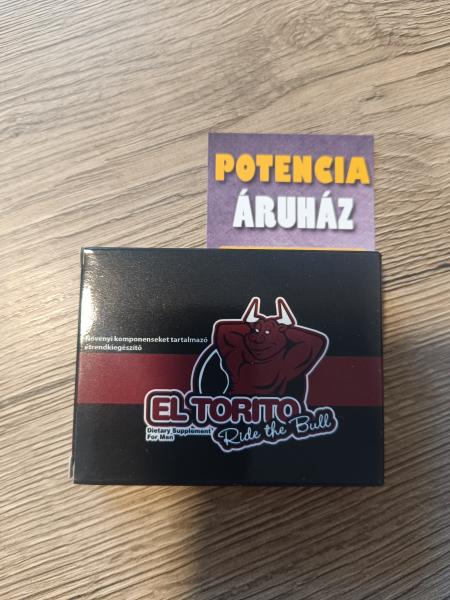 POTENCIA
ÁRUHÁZ
Növényi komponenseket tartalmazó
étrendkiegészítő
EL TORITO
Dietary Supplement
For Men
Ride the Bull